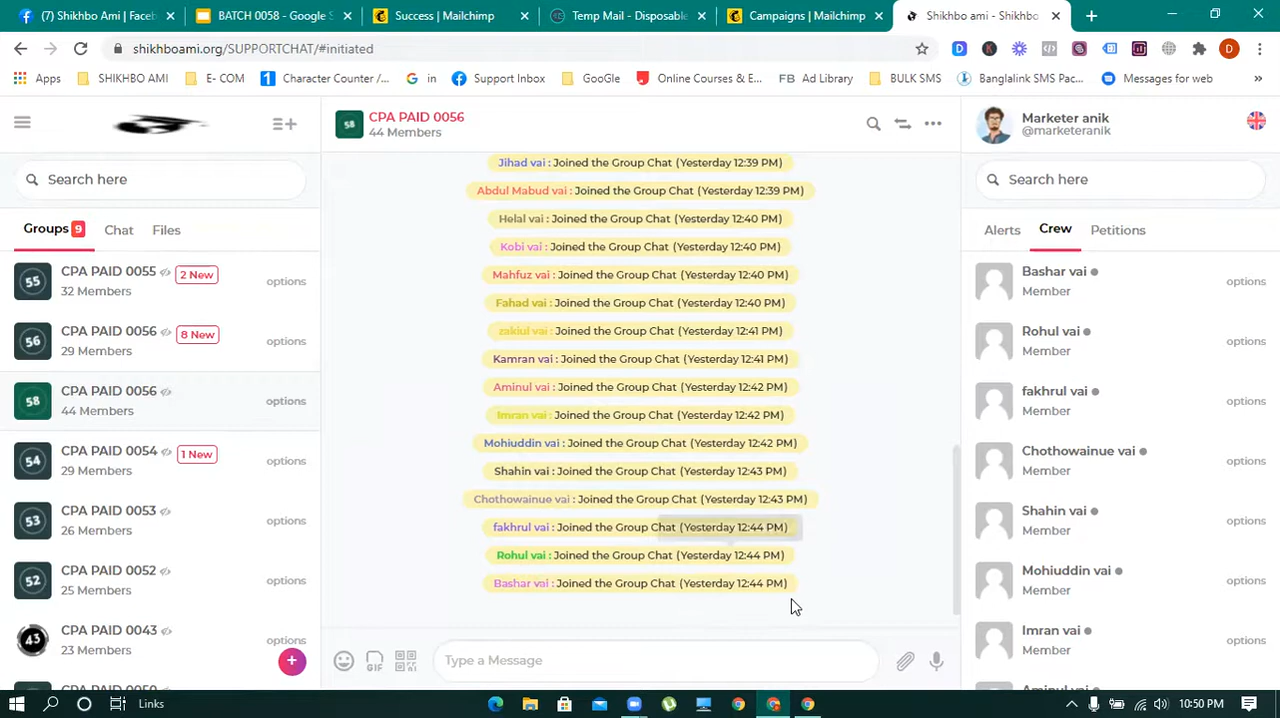 Shikhbo Ami | Faceb
BATCH 0058 - Google S
Success | Mailchimp
Temp Mail - Disposable
Campaigns | Mailchimp
Shikhbo ami - Shikhbo
shikhboami.org/SUPPORTCHAT/#initiated
D
Apps
SHIKHBO AMI
E- COM
Character Counter /...
in
Support Inbox
GooGle
Online Courses & E...
FB Ad Library
BULK SMS
Banglalink SMS Pac...
Messages for web
Search here
Groups 9
Chat
Files
CPA PAID 0055
2 New
32 Members
options
55
CPA PAID 0056
8 New
29 Members
options
56
CPA PAID 0056
44 Members
options
58
CPA PAID 0054
1 New
29 Members
options
54
CPA PAID 0053
26 Members
options
53
CPA PAID 0052
25 Members
options
52
CPA PAID 0043
23 Members
options
43
58
CPA PAID 0056
44 Members
Jihad vai : Joined the Group Chat (Yesterday 12:39 PM)
Abdul Mabud vai : Joined the Group Chat (Yesterday 12:39 PM)
Helal vai : Joined the Group Chat (Yesterday 12:40 PM)
Kobi vai : Joined the Group Chat (Yesterday 12:40 PM)
Mahfuz vai : Joined the Group Chat (Yesterday 12:40 PM)
Fahad vai : Joined the Group Chat (Yesterday 12:40 PM)
zakiul vai : Joined the Group Chat (Yesterday 12:41 PM)
Kamran vai : Joined the Group Chat (Yesterday 12:41 PM)
Aminul vai : Joined the Group Chat (Yesterday 12:42 PM)
Imran vai : Joined the Group Chat (Yesterday 12:42 PM)
Mohiuddin vai : Joined the Group Chat (Yesterday 12:42 PM)
Shahin vai : Joined the Group Chat (Yesterday 12:43 PM)
Chothowainue vai : Joined the Group Chat (Yesterday 12:43 PM)
fakhrul vai : Joined the Group Chat (Yesterday 12:44 PM)
Rohul vai : Joined the Group Chat (Yesterday 12:44 PM)
Bashar vai : Joined the Group Chat (Yesterday 12:44 PM)
GIF
Type a Message
Marketer anik
@marketeranik
Search here
Alerts
Crew
Petitions
Bashar vai
Member
options
Rohul vai
Member
options
fakhrul vai
Member
options
Chothowainue vai
Member
options
Shahin vai
Member
options
Mohiuddin vai
Member
options
Imran vai
Member
options
Aminul vai
Links
10:50 PM